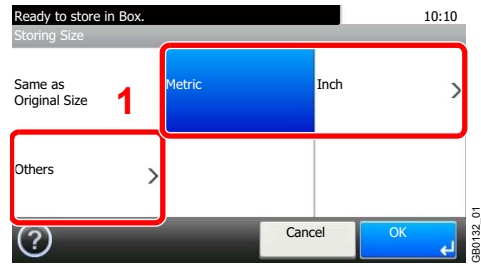 Ready to store in Box.
10:10
Storing Size
Same as
Original Size
1
Metric
Inch
Others
?
Cancel
OK
GB0132_01